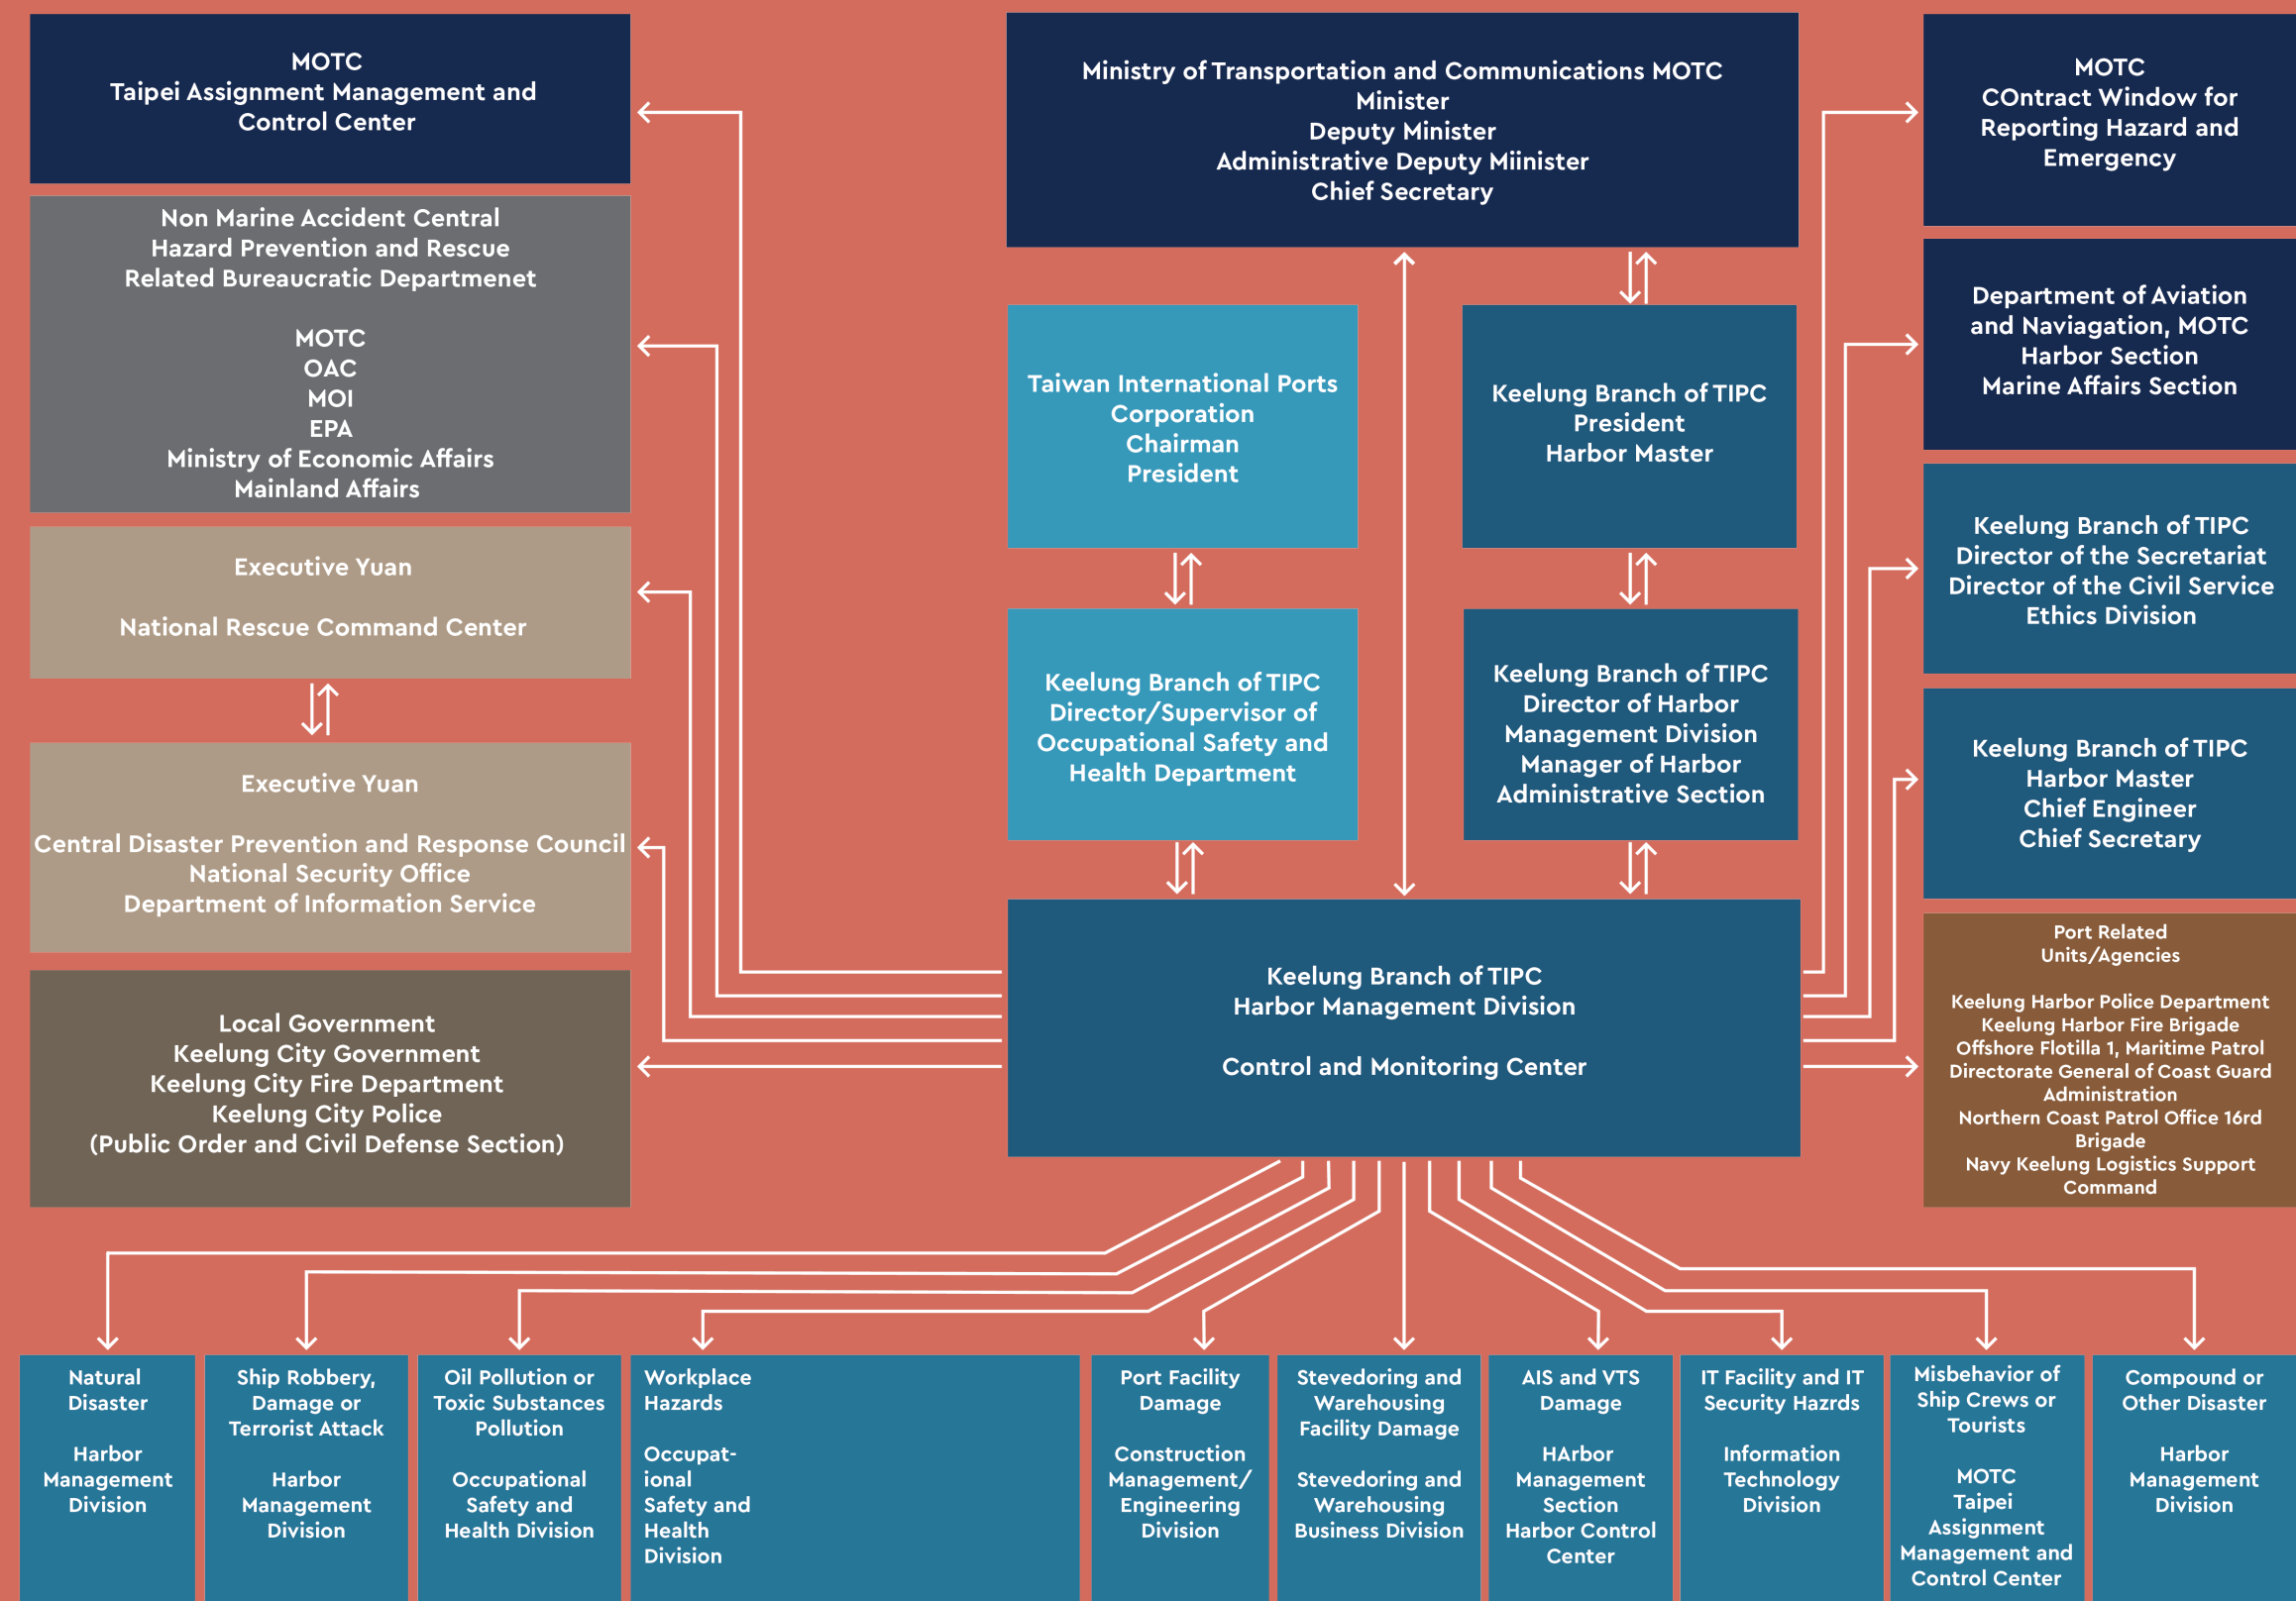 MOTC
Taipei Assignment Management and
Control Center
Non Marine Accident Central
Hazard Prevention and Rescue
Related Bureaucratic Departmenet
MOTC
OAC
MOI
EPA
Ministry of Economic Affairs
Mainland Affairs
Executive Yuan
National Rescue Command Center
Executive Yuan
Central Disaster Prevention and Response Council
National Security Office
Department of Information Service
Local Government
Keelung City Government
Keelung City Fire Department
Keelung City Police
(Public Order and Civil Defense Section)
Ministry of Transportation and Communications MOTC
Minister
Deputy Minister
Administrative Deputy Miinister
Chief Secretary
Taiwan International Ports
Corporation
Chairman
President
Keelung Branch of TIPC
President
Harbor Master
Keelung Branch of TIPC
Director/Supervisor of
Occupational Safety and
Health Department
Keelung Branch of TIPC
Director of Harbor
Management Division
Manager of Harbor
Administrative Section
Keelung Branch of TIPC
Harbor Management Division
Control and Monitoring Center
MOTC
COntract Window for
Reporting Hazard and
Emergency
Department of Aviation
and Naviagation, MOTC
Harbor Section
Marine Affairs Section
Keelung Branch of TIPC
Director of the Secretariat
Director of the Civil Service
Ethics Division
Keelung Branch of TIPC
Harbor Master
Chief Engineer
Chief Secretary
Port Related
Units/Agencies
Keelung Harbor Police Department
Keelung Harbor Fire Brigade
Offshore Flotilla 1, Maritime Patrol
Directorate General of Coast Guard
Administration
Northern Coast Patrol Office 16rd
Brigade
Navy Keelung Logistics Support
Command
Natural
Disaster
Harbor
Management
Division
Ship Robbery,
Damage or
Terrorist Attack
Harbor
Management
Division
Oil Pollution or
Toxic Substances
Pollution
Occupational
Safety and
Health Division
Workplace
Hazards
Occupat-
ional
Safety and
Health
Division
Port Facility
Damage
Construction
Management/
Engineering
Division
Stevedoring and
Warehousing
Facility Damage
Stevedoring and
Warehousing
Business Division
AIS and VTS
Damage
HArbor
Management
Section
Harbor Control
Center
IT Facility and IT
Security Hazrds
Information
Technology
Division
Misbehavior of
Ship Crews or
Tourists
MOTC
Taipei
Assignment
Management and
Control Center
Compound or
Other Disaster
Harbor
Management
Division